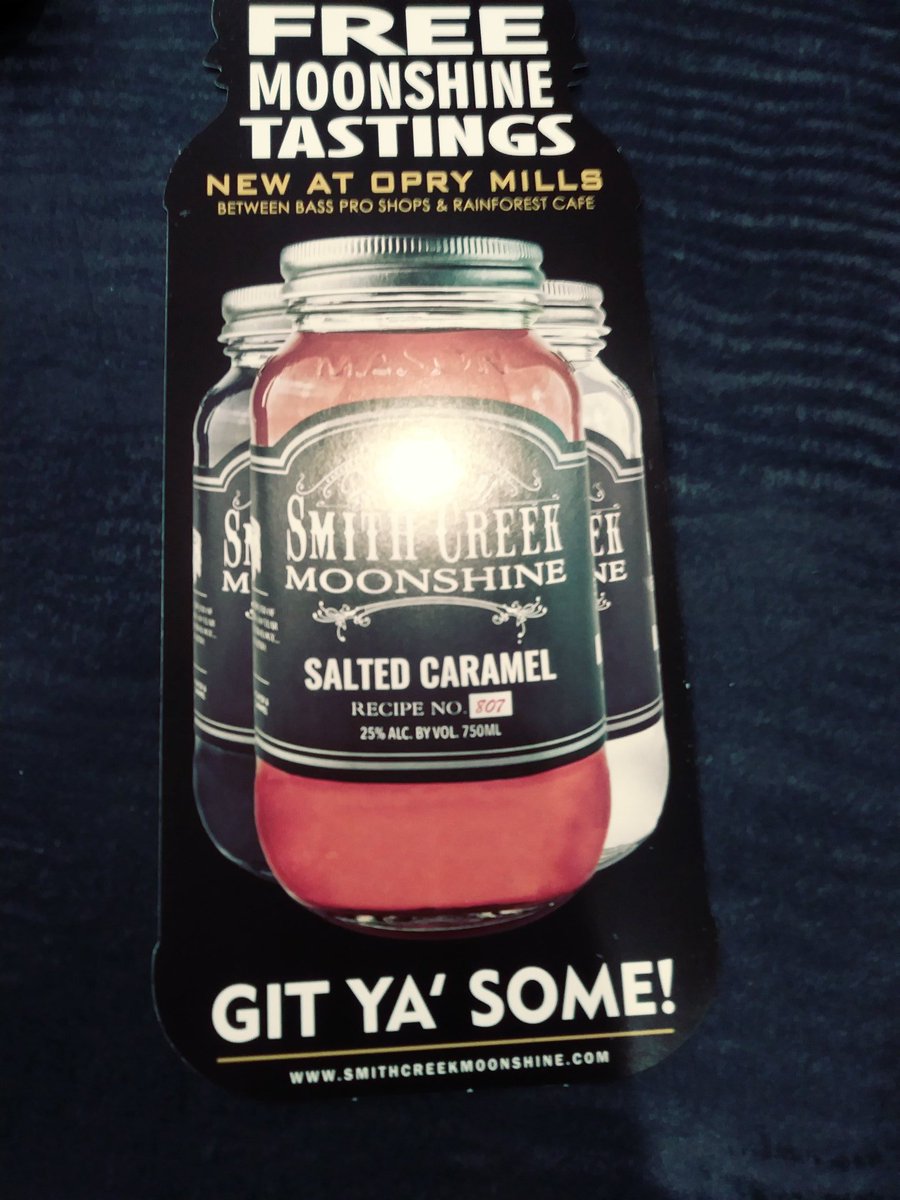 FREE
MOONSHINE
TASTINGS
NEW AT OPRY MILLS
BETWEEN BASS PRO SHOPS & RAINFOREST CAFE
MASON
SMITH CREEK
MOONSHINE
SALTED CARAMEL
RECIPE NO. 807
25% ALC. BY VOL. 750ML
GIT YA' SOME!
WWW.SMITHCREEKMOONSHINE.COM